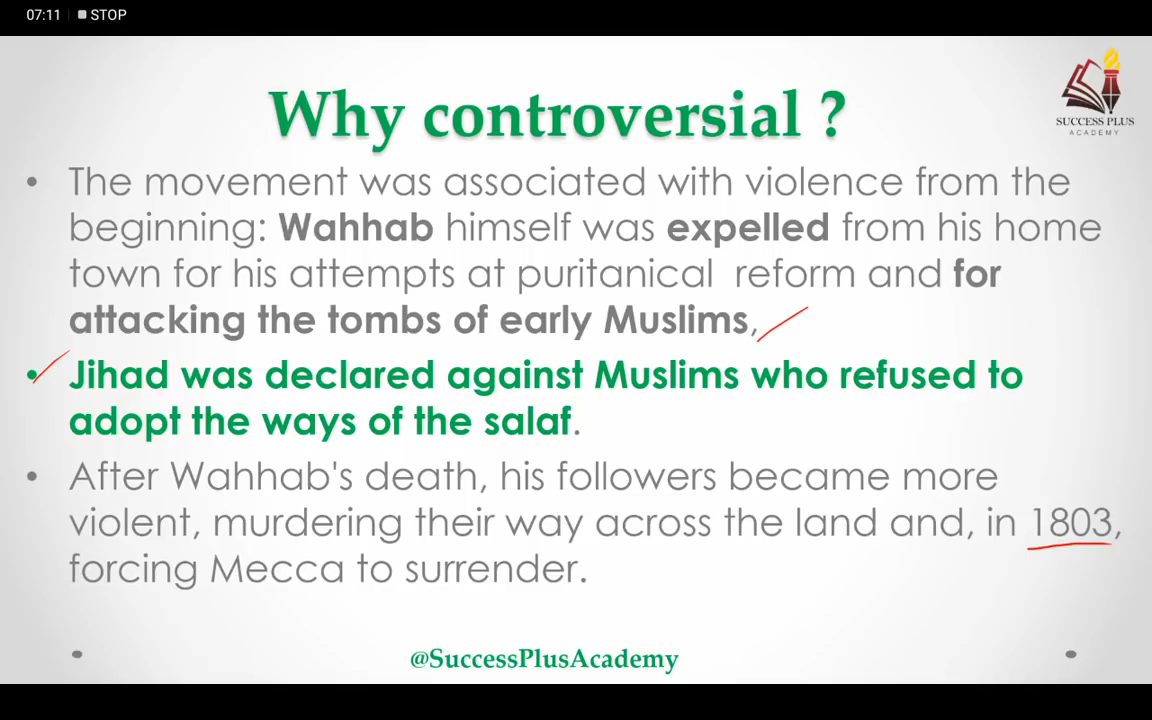 07:11 STOP
Why controversial ?
SUCCESS PLUS
ACADEMY
• The movement was associated with violence from the
beginning: Wahhab himself was expelled from his home
town for his attempts at puritanical reform and for
attacking the tombs of early Muslims,
• Jihad was declared against Muslims who refused to
adopt the ways of the salaf.
• After Wahhab's death, his followers became more
violent, murdering their way across the land and, in 1803,
forcing Mecca to surrender.
@SuccessPlusAcademy